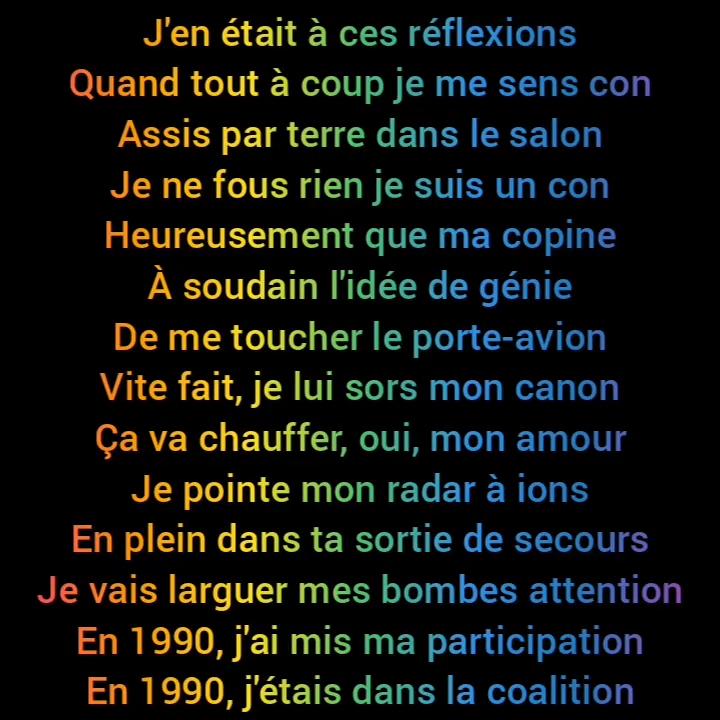 J'en était à ces réflexions
Quand tout à coup je me sens con
Assis par terre dans le salon
Je ne fous rien je suis un con
Heureusement que ma copine
À soudain l'idée de génie
De me toucher le porte-avion
Vite fait, je lui sors mon canon
Ça va chauffer, oui, mon amour
Je pointe mon radar à ions
En plein dans ta sortie de secours
Je vais larguer mes bombes attention
En 1990, j'ai mis ma participation
En 1990, j'étais dans la coalition